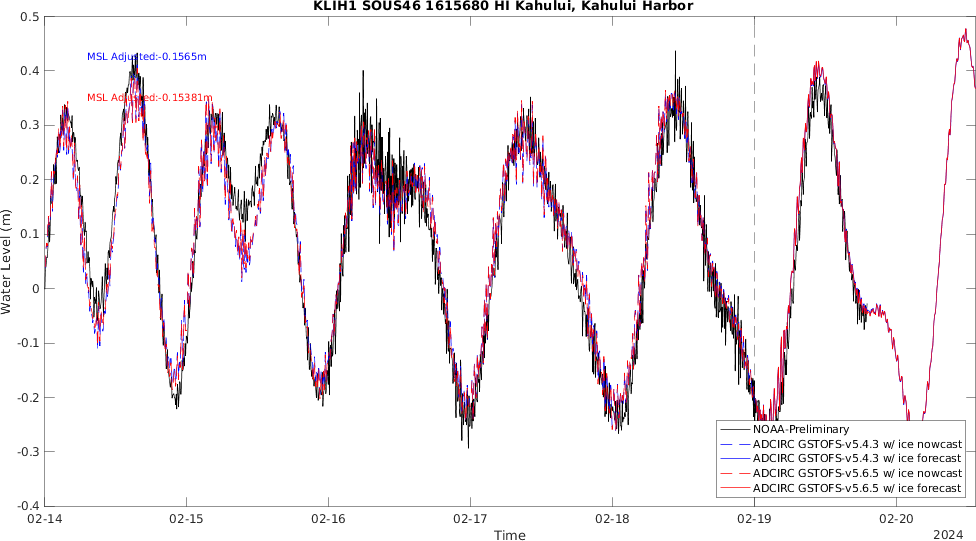 KLIH1 SOUS46 1615680 HI Kahului, Kahului Harbor
0.5
0.4
0.3
0.2
0.1
0
-0.1
-0.2
-0.3
-0.4
Water Level (m)
MSL Adjusted:-0.1565m
MSL Adjusted:-0.15381m
NOAA-Preliminary
ADCIRC GSTOFS-v5.4.3 w/ ice nowcast
ADCIRC GSTOFS-v5.4.3 w/ ice forecast
ADCIRC GSTOFS-v5.6.5 w/ ice nowcast
ADCIRC GSTOFS-v5.6.5 w/ ice forecast
02-14 02-15 02-16 02-17 02-18 02-19 02-20
Time
2024